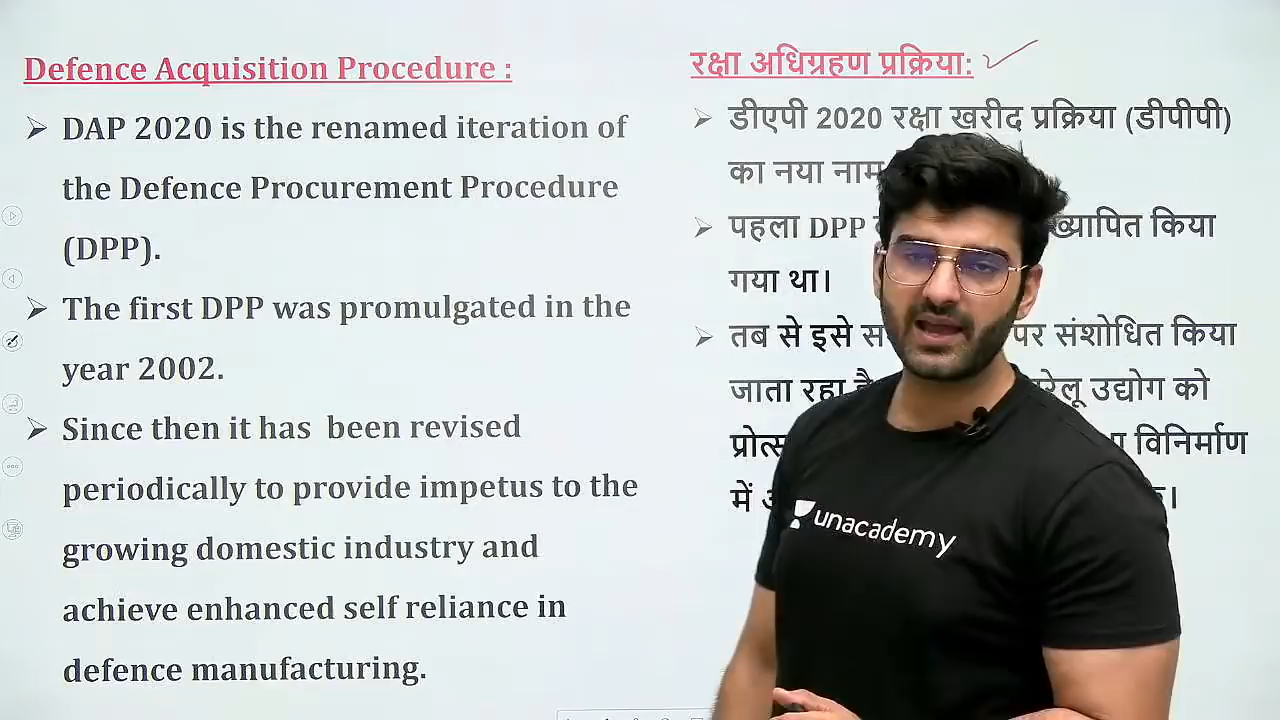 Defence Acquisition Procedure :
➢ DAP 2020 is the renamed iteration of
the Defence Procurement Procedure
(DPP).
➢ The first DPP was promulgated in the
year 2002.
➢ Since then it has been revised
periodically to provide impetus to the
growing domestic industry and
achieve enhanced self reliance in
defence manufacturing.
रक्षा अधिग्रहण प्रक्रिया:
➢ डीएपी 2020 रक्षा खरीद प्रक्रिया (डीपीपी)
का नया नाम
➢ पहला DPP किया
गया था।
➢ तब से इसे पर संशोधित किया
जाता रहा उद्योग को
विनिर्माण
में
unacademy